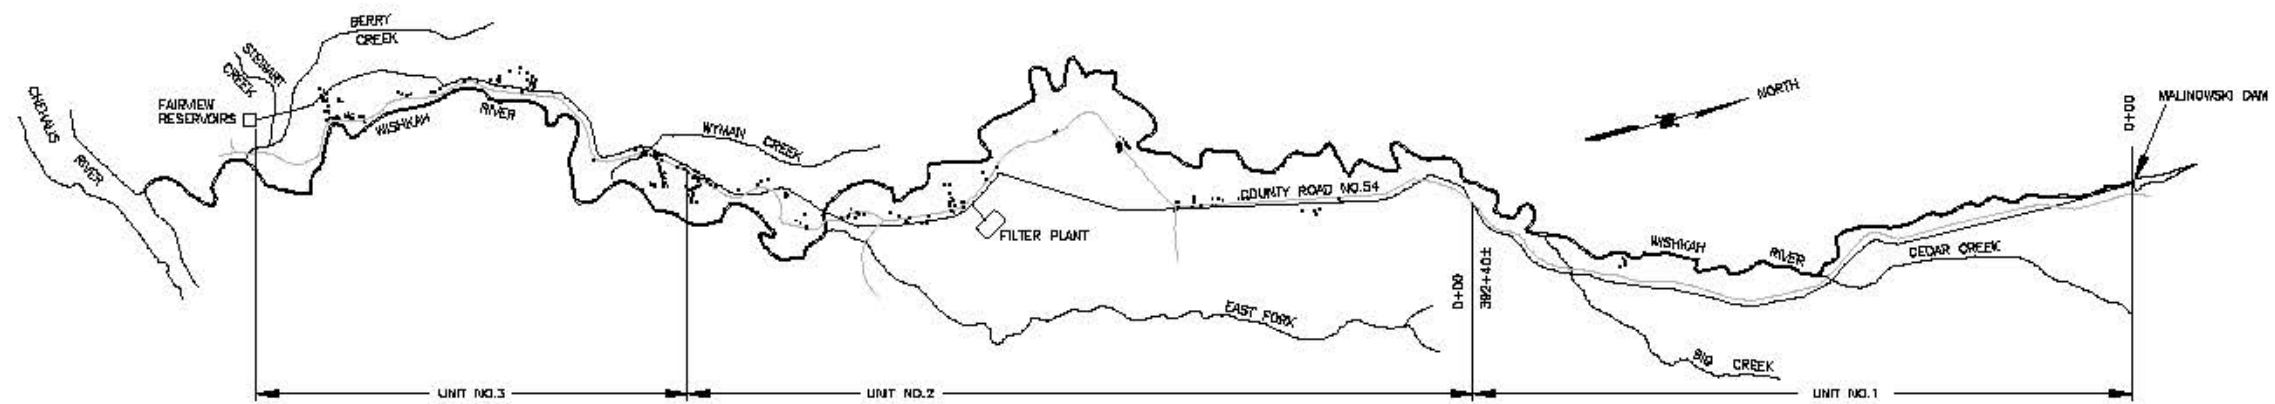 BERRY
CREEK
STEWART
CREEK
CHEHALIS
RIVER
FAIRVIEW
RESERVOIRS
WISHKAH
RIVER
WYMAN
CREEK
NORTH
0+00
MALINOWSKI DAM
COUNTY ROAD NO.54
FILTER PLANT
WISHKAH
RIVER
CEDAR CREEK
0+00
392+40±
EAST FORK
BIG CREEK
UNIT NO.3
UNIT NO.2
UNIT NO.1